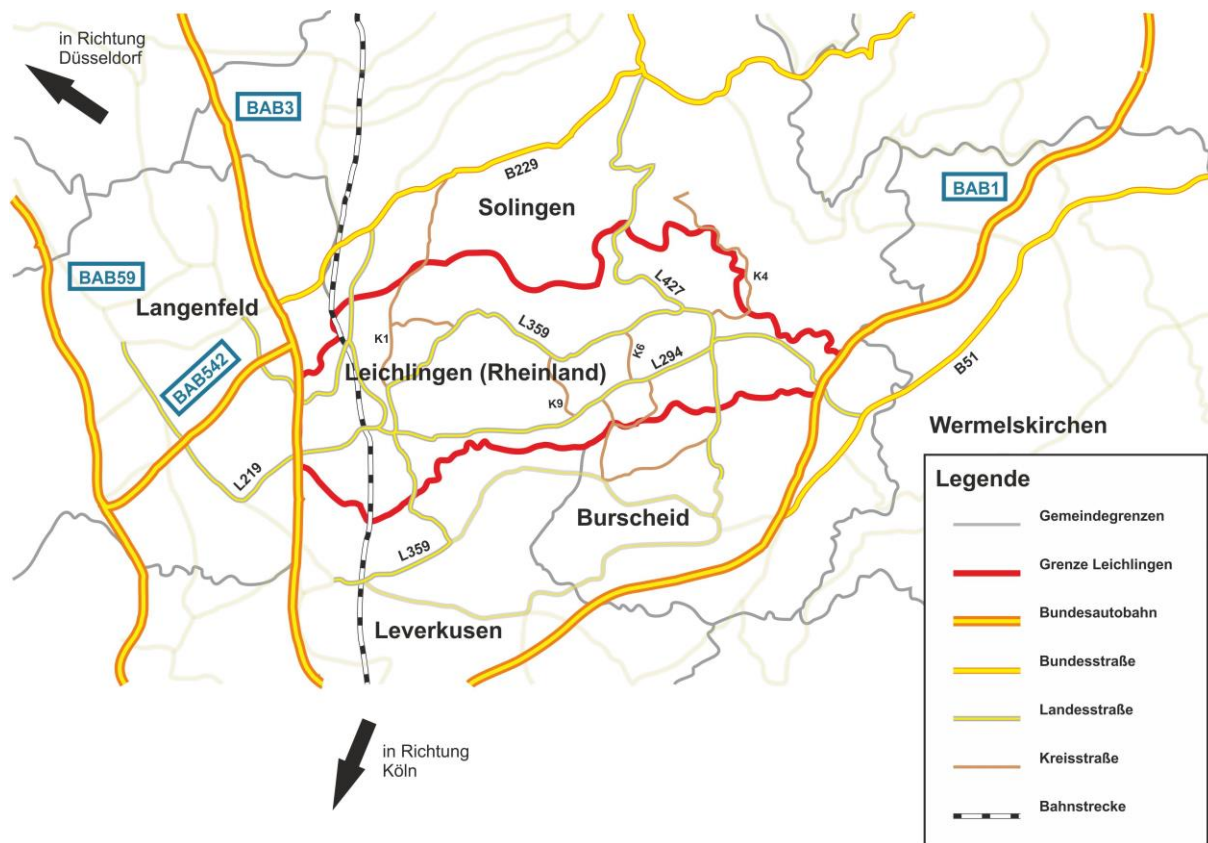 in Richtung
Düsseldorf
BAB3
BAB1
B229
Solingen
BAB59
K4
Langenfeld
L427
L359
K1
K6
BAB542
L294
Leichlingen (Rheinland)
B51
K9
Wermelskirchen
L219
Burscheid
L359
Leverkusen
in Richtung
Köln
Legende
Gemeindegrenzen
Grenze Leichlingen
Bundesautobahn
Bundesstraße
Landesstraße
Kreisstraße
Bahnstrecke